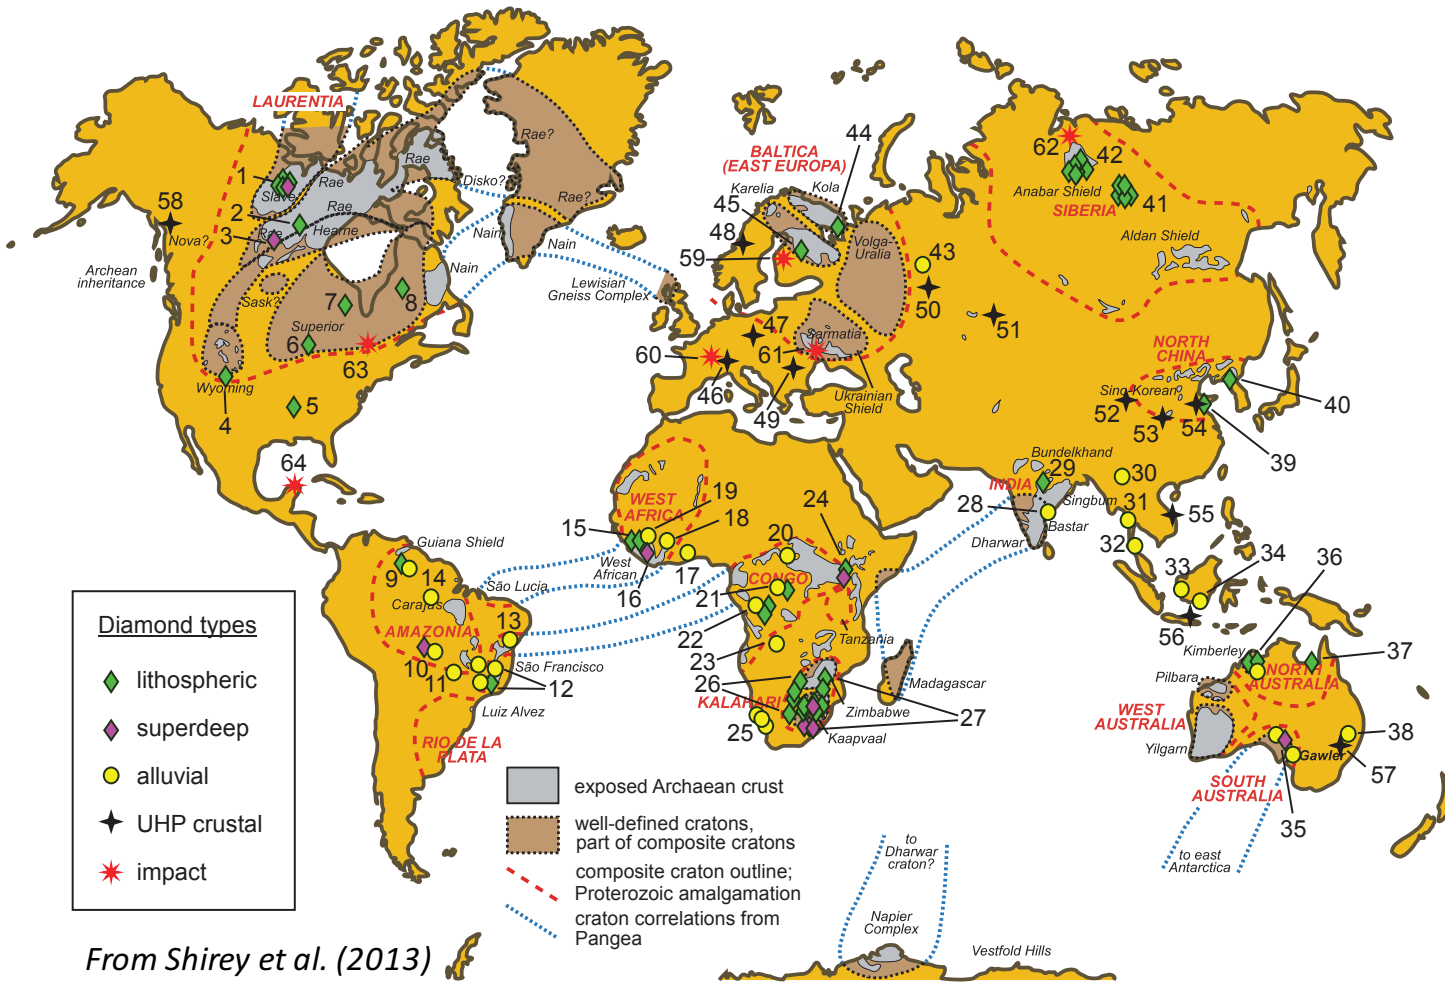 LAURENTIA
Rae
Rae
Rae
Slave
Rae
Hearne
Rae?
Rae?
Disko?
Nain
Nain
Nain
Nova?
Archean
inheritance
Sask?
Superior
Wyoming
Lewisian
Gneiss Complex
BALTICA
(EAST EUROPA)
Karelia
Kola
Volga-
Uralia
Sarmatia
Ukrainian
Shield
Anabar Shield
SIBERIA
Aldan Shield
NORTH
CHINA
Sino-Korean
Bundelkhand
INDIA
Singbum
Bastar
Dharwar
WEST
AFRICA
West
African
CONGO
Tanzania
KALAHARI
Zimbabwe
Kaapvaal
Madagascar
Guiana Shield
São Lucia
Carajas
AMAZONIA
São Francisco
Luiz Alvez
RIO DE LA
PLATA
Kimberley
Pilbara
NORTH
AUSTRALIA
WEST
AUSTRALIA
Yilgarn
Gawler
SOUTH
AUSTRALIA
to east
Antarctica
to
Dharwar
craton?
Napier
Complex
Vestfold Hills
1
2
3
4
5
6
7
8
9
10
11
12
13
14
15
16
17
18
19
20
21
22
23
24
25
26
27
28
29
30
31
32
33
34
35
36
37
38
39
40
41
42
43
44
45
46
47
48
49
50
51
52
53
54
55
56
57
58
59
60
61
62
63
64
Diamond types
lithospheric
superdeep
alluvial
UHP crustal
impact
exposed Archaean crust
well-defined cratons,
part of composite cratons
composite craton outline;
Proterozoic amalgamation
craton correlations from
Pangea
From Shirey et al. (2013)